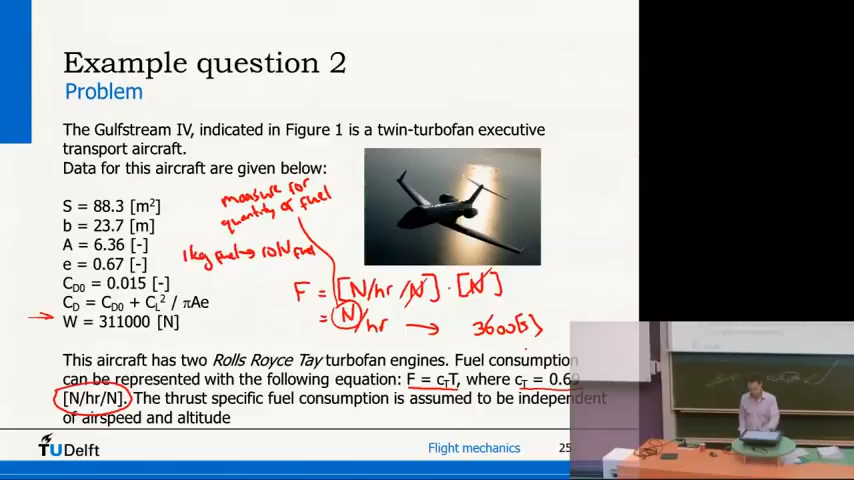 Example question 2
Problem
The Gulfstream IV, indicated in Figure 1 is a twin-turbofan executive
transport aircraft.
Data for this aircraft are given below:
S = 88.3 [m²]
b = 23.7 [m]
A = 6.36 [-]
e = 0.67 [-]
C_D0 = 0.015 [-]
C_D = C_D0 + C_L² / πAe
W = 311000 [N]
measure for
quantity of fuel
1kg fuel → 10N fuel
F = [N/hr/N] · [N]
= N/hr → 3600[s]
This aircraft has two Rolls Royce Tay turbofan engines. Fuel consumption
can be represented with the following equation: F = c_TT, where c_T = 0.69
[N/hr/N]. The thrust specific fuel consumption is assumed to be independent
of airspeed and altitude
TU Delft
Flight mechanics
25